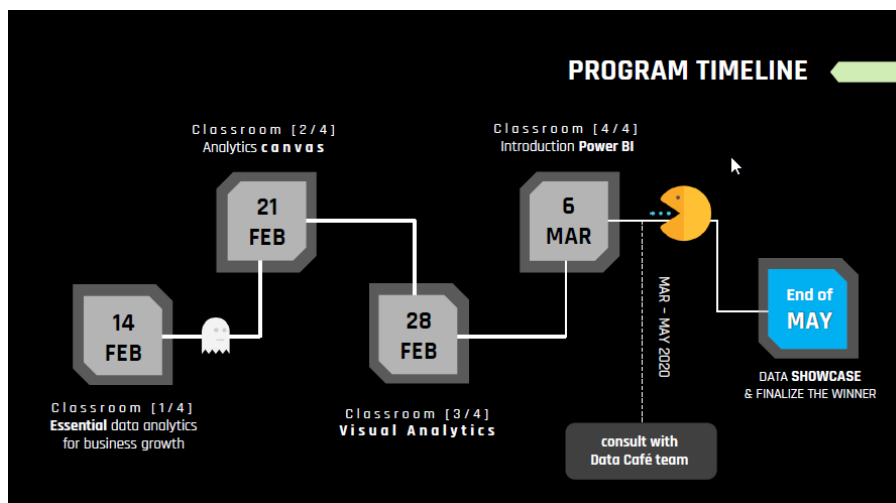 PROGRAM TIMELINE
Classroom [2/4]
Analytics canvas
Classroom [4/4]
Introduction Power BI
21
FEB
6
MAR
14
FEB
28
FEB
MAR – MAY 2020
End of
MAY
Classroom [1/4]
Essential data analytics
for business growth
Classroom [3/4]
Visual Analytics
consult with
Data Café team
DATA SHOWCASE
& FINALIZE THE WINNER